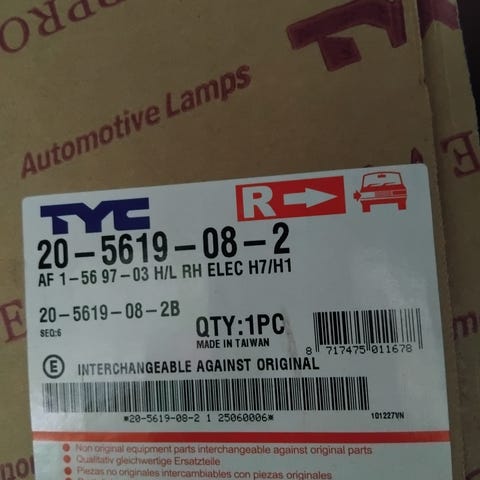 EPRO
TYC
Automotive Lamps
TYC
R
20-5619-08-2
AF 1-56 97-03 H/L RH ELEC H7/H1
20-5619-08-2B
SEQ:6
QTY:1PC
MADE IN TAIWAN
8 717475 011678
E INTERCHANGEABLE AGAINST ORIGINAL
*20-5619-08-2 1 25060006*
101227VN
Non original equipment parts interchangeable against original parts
Qualitativ gleichwertige Ersatzteile
Piezas no originales intercambiables con piezas originales